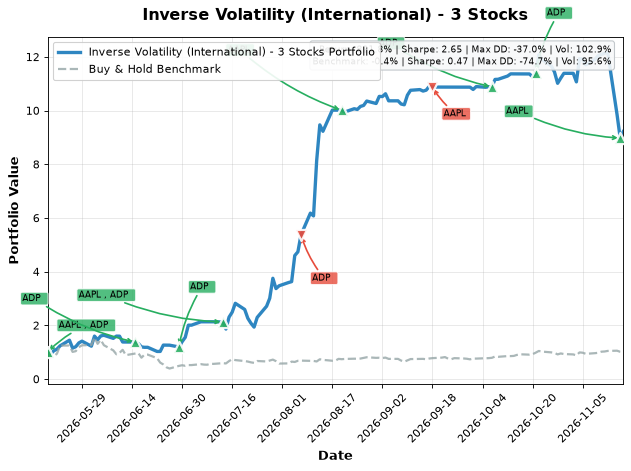 Inverse Volatility (International) - 3 Stocks
ADP
ADP
Inverse Volatility (International) - 3 Stocks Portfolio
Buy & Hold Benchmark
3% | Sharpe: 2.65 | Max DD: -37.0% | Vol: 102.9%
Benchmark: -0.4% | Sharpe: 0.47 | Max DD: -74.7% | Vol: 95.6%
AAPL
AAPL
ADP
ADP
AAPL , ADP
ADP
AAPL , ADP
Portfolio Value
12
10
8
6
4
2
0
2026-05-29
2026-06-14
2026-06-30
2026-07-16
2026-08-01
2026-08-17
2026-09-02
2026-09-18
2026-10-04
2026-10-20
2026-11-05
Date